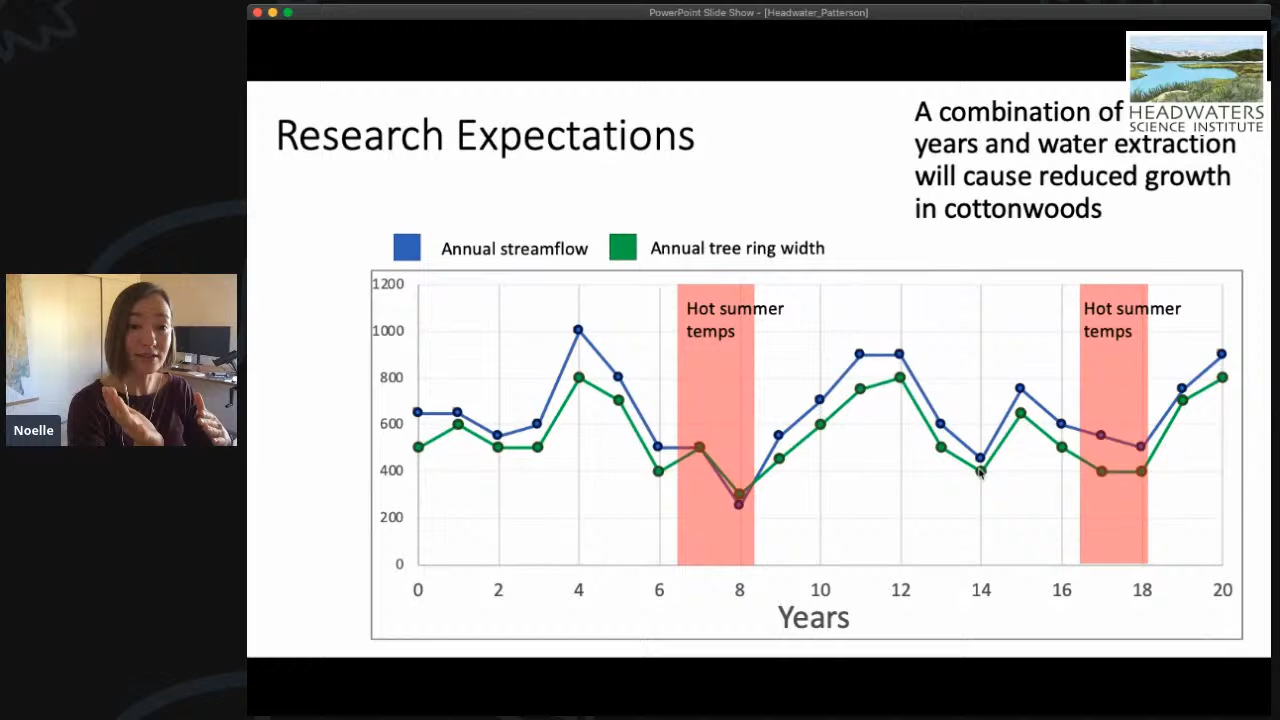 PowerPoint Slide Show - [Headwater_Patterson]
HEADWATERS
SCIENCE INSTITUTE
Research Expectations
A combination of
years and water extraction
will cause reduced growth
in cottonwoods
Annual streamflow
Annual tree ring width
1200
1000
800
600
400
200
0
Hot summer
temps
Hot summer
temps
0 2 4 6 8 10 12 14 16 18 20
Years
Noelle